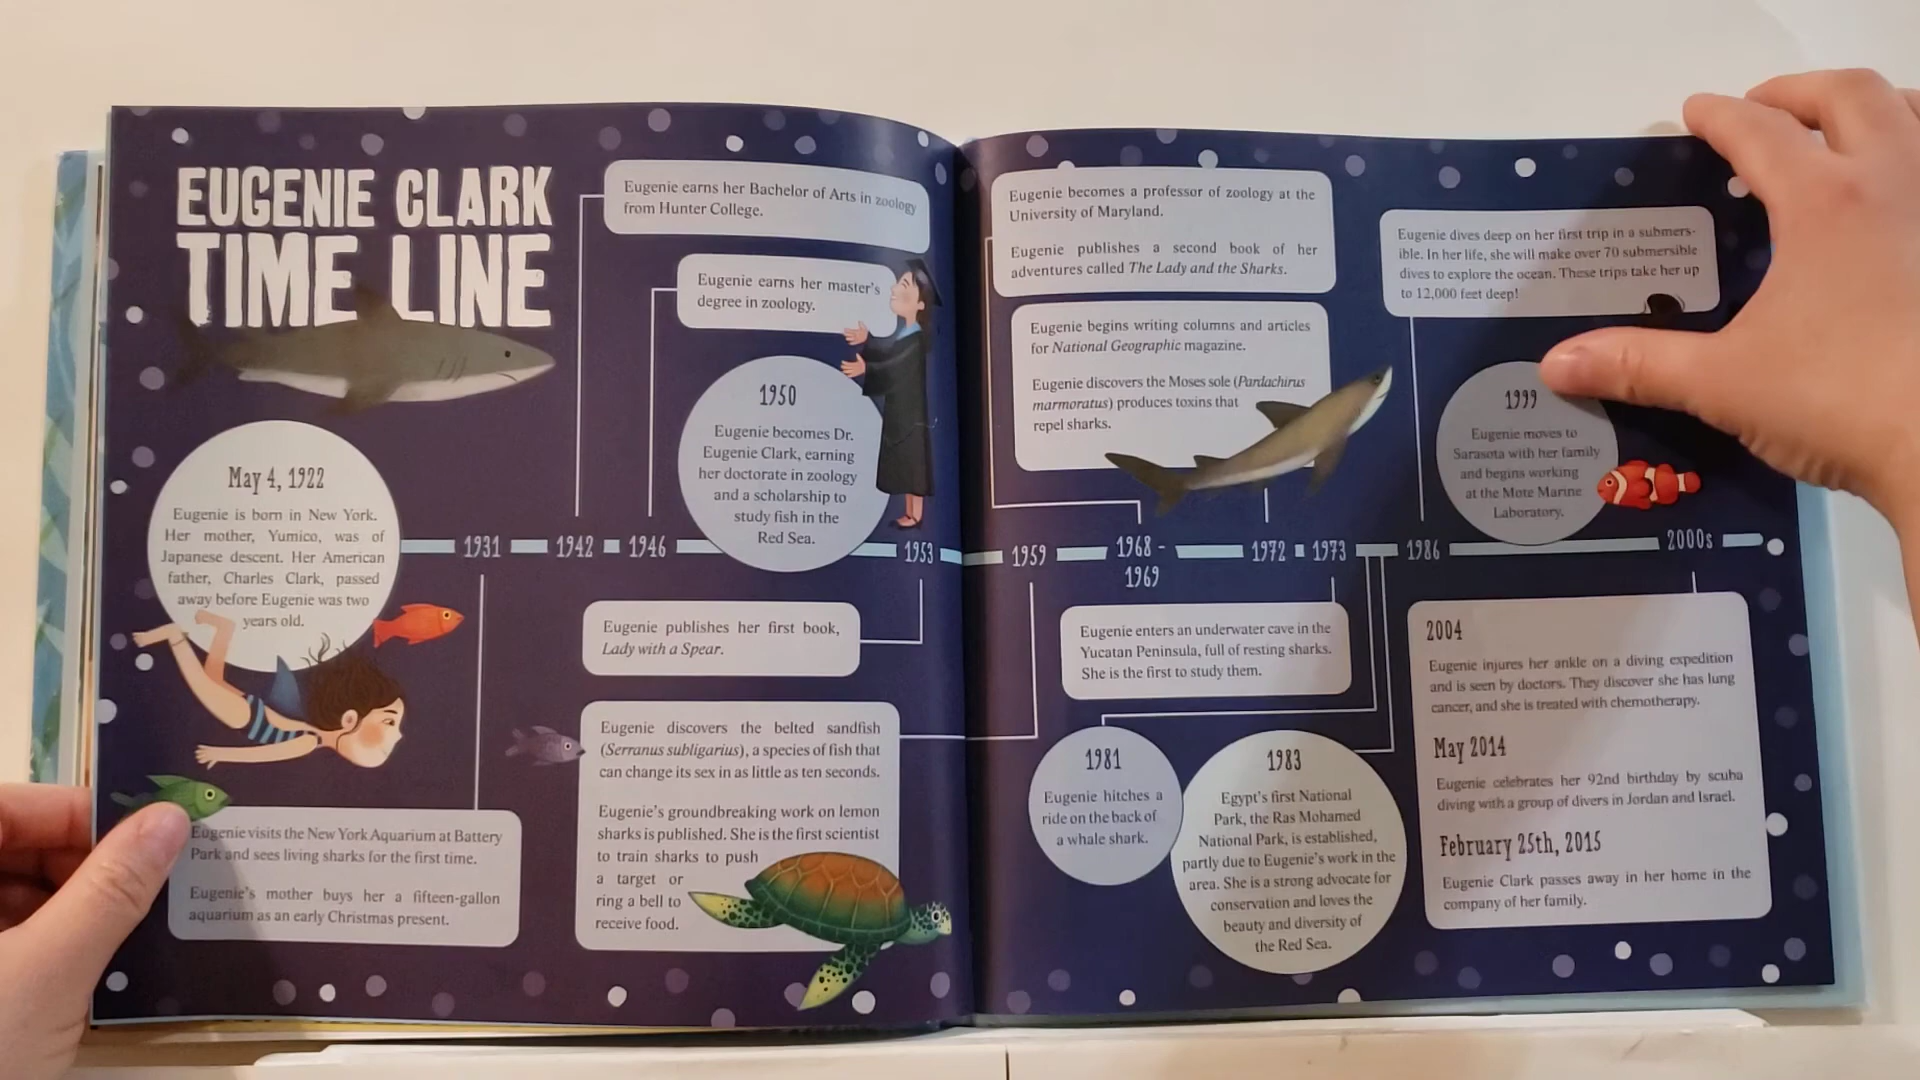 EUGENIE CLARK
TIME LINE
May 4, 1922
Eugenie is born in New York.
Her mother, Yumico, was of
Japanese descent. Her American
father, Charles Clark, passed
away before Eugenie was two
years old.
1931
Eugenie visits the New York Aquarium at Battery
Park and sees living sharks for the first time.
Eugenie's mother buys her a fifteen-gallon
aquarium as an early Christmas present.
1942
Eugenie earns her Bachelor of Arts in zoology
from Hunter College.
1946
Eugenie earns her master's
degree in zoology.
1950
Eugenie becomes Dr.
Eugenie Clark, earning
her doctorate in zoology
and a scholarship to
study fish in the
Red Sea.
1953
Eugenie publishes her first book,
Lady with a Spear.
1959
Eugenie discovers the belted sandfish
(Serranus subligarius), a species of fish that
can change its sex in as little as ten seconds.
Eugenie's groundbreaking work on lemon
sharks is published. She is the first scientist
to train sharks to push
a target or
ring a bell to
receive food.
1968 -
1969
Eugenie becomes a professor of zoology at the
University of Maryland.
Eugenie publishes a second book of her
adventures called The Lady and the Sharks.
1972
Eugenie begins writing columns and articles
for National Geographic magazine.
Eugenie discovers the Moses sole (Pardachirus
marmoratus) produces toxins that
repel sharks.
1973
Eugenie enters an underwater cave in the
Yucatan Peninsula, full of resting sharks.
She is the first to study them.
1981
Eugenie hitches a
ride on the back of
a whale shark.
1983
Egypt's first National
Park, the Ras Mohamed
National Park, is established,
partly due to Eugenie's work in the
area. She is a strong advocate for
conservation and loves the
beauty and diversity of
the Red Sea.
1986
Eugenie dives deep on her first trip in a submers-
ible. In her life, she will make over 70 submersible
dives to explore the ocean. These trips take her up
to 12,000 feet deep!
1999
Eugenie moves to
Sarasota with her family
and begins working
at the Mote Marine
Laboratory.
2000s
2004
Eugenie injures her ankle on a diving expedition
and is seen by doctors. They discover she has lung
cancer, and she is treated with chemotherapy.
May 2014
Eugenie celebrates her 92nd birthday by scuba
diving with a group of divers in Jordan and Israel.
February 25th, 2015
Eugenie Clark passes away in her home in the
company of her family.